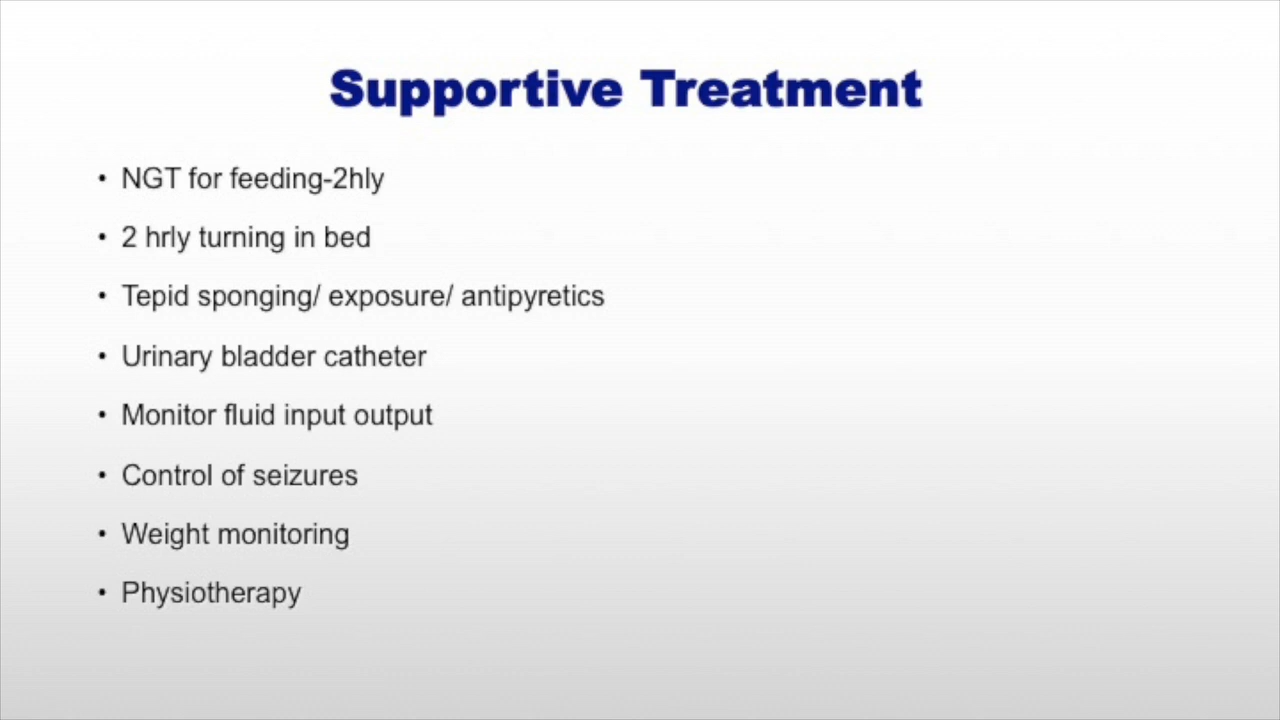 Supportive Treatment
• NGT for feeding-2hly
• 2 hrly turning in bed
• Tepid sponging/ exposure/ antipyretics
• Urinary bladder catheter
• Monitor fluid input output
• Control of seizures
• Weight monitoring
• Physiotherapy